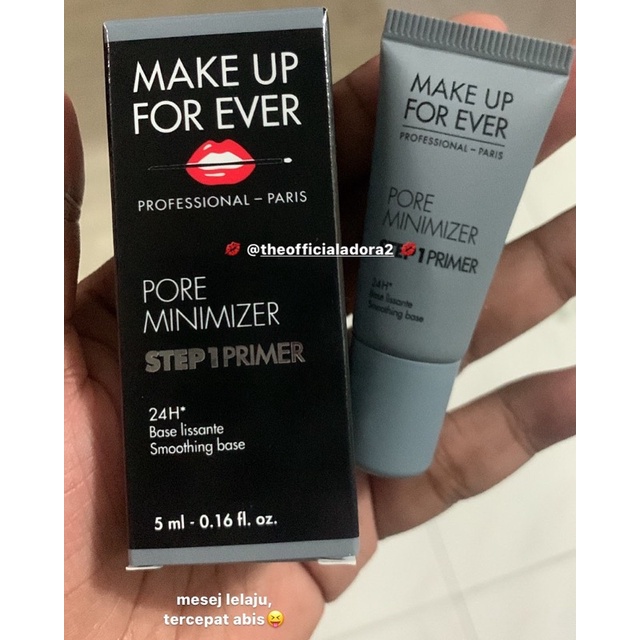 MAKE UP
FOR EVER
PROFESSIONAL – PARIS
PORE
MINIMIZER
STEP 1 PRIMER
24H*
Base lissante
Smoothing base
5 ml - 0.16 fl. oz.
MAKE UP
FOR EVER
PROFESSIONAL – PARIS
PORE
MINIMIZER
STEP 1 PRIMER
24H*
Base lissante
Smoothing base
💋 @theofficialadora2 💋
mesej lelaju,
tercepat abis😝